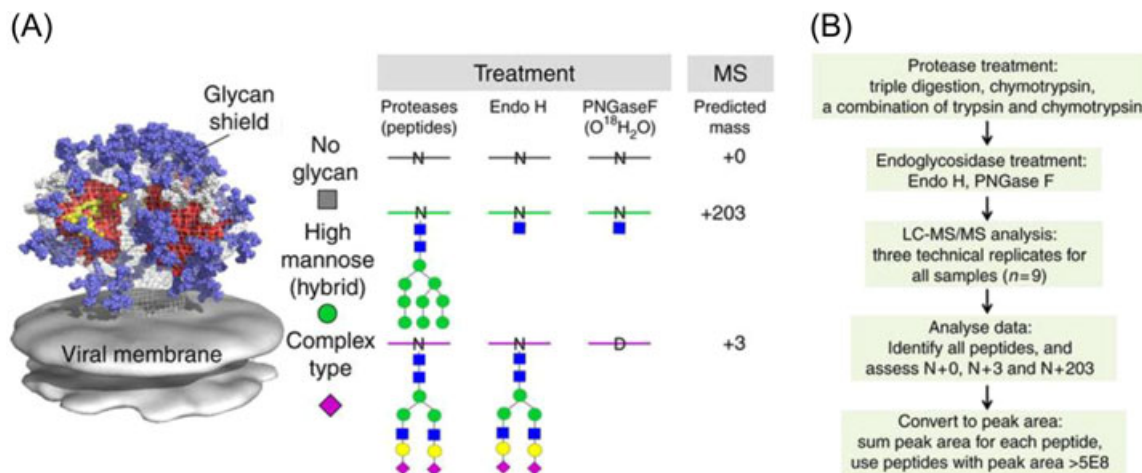 (A)
Glycan
shield
Viral membrane
No
glycan
High
mannose
(hybrid)
Complex
type
Treatment
MS
Proteases
(peptides)
Endo H
PNGaseF
(O¹⁸H₂O)
Predicted
mass
N
N
N
+0
N
N
N
+203
N
N
D
+3
(B)
Protease treatment:
triple digestion, chymotrypsin,
a combination of trypsin and chymotrypsin
Endoglycosidase treatment:
Endo H, PNGase F
LC-MS/MS analysis:
three technical replicates for
all samples (n=9)
Analyse data:
Identify all peptides, and
assess N+0, N+3 and N+203
Convert to peak area:
sum peak area for each peptide,
use peptides with peak area >5E8